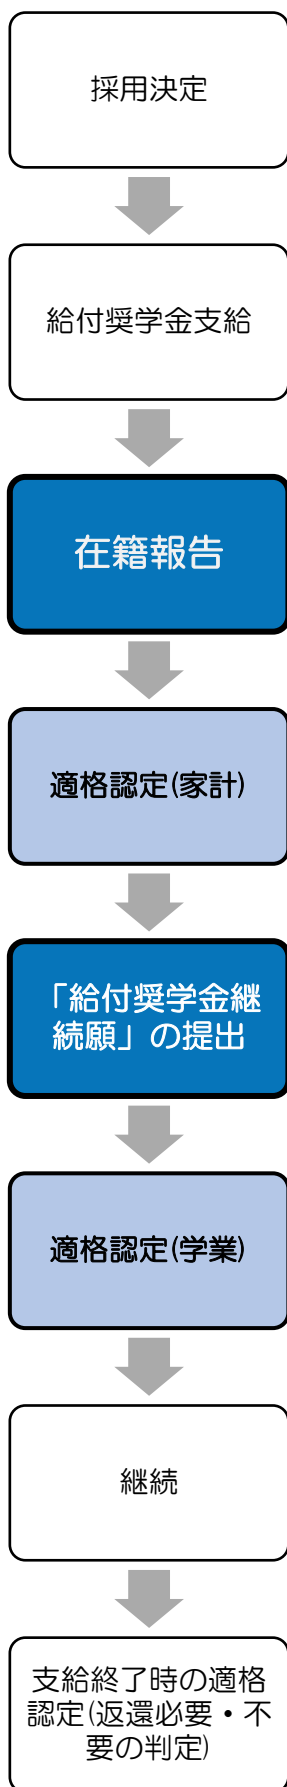 採用決定
給付奨学金支給
在籍報告
適格認定(家計)
「給付奨学金継
続願」の提出
適格認定(学業)
継続
支給終了時の適格
認定(返還必要・不
要の判定)